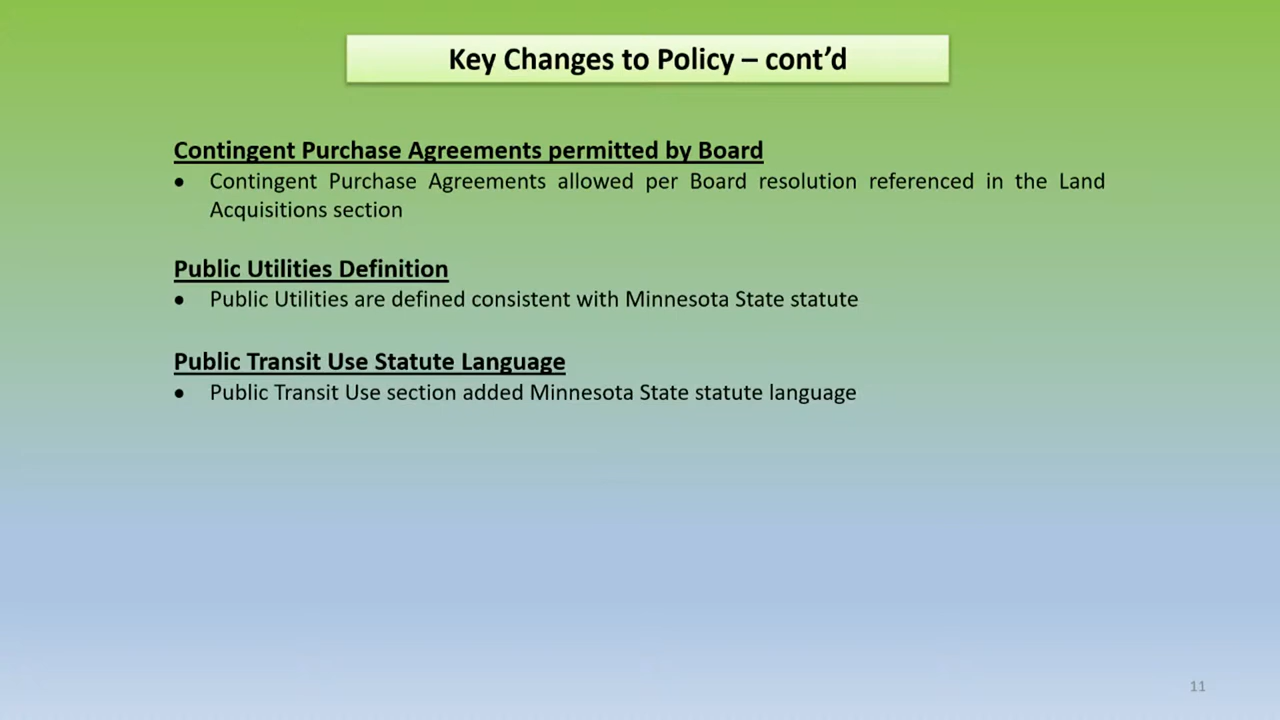 Key Changes to Policy – cont’d
Contingent Purchase Agreements permitted by Board
• Contingent Purchase Agreements allowed per Board resolution referenced in the Land
Acquisitions section
Public Utilities Definition
• Public Utilities are defined consistent with Minnesota State statute
Public Transit Use Statute Language
• Public Transit Use section added Minnesota State statute language
11